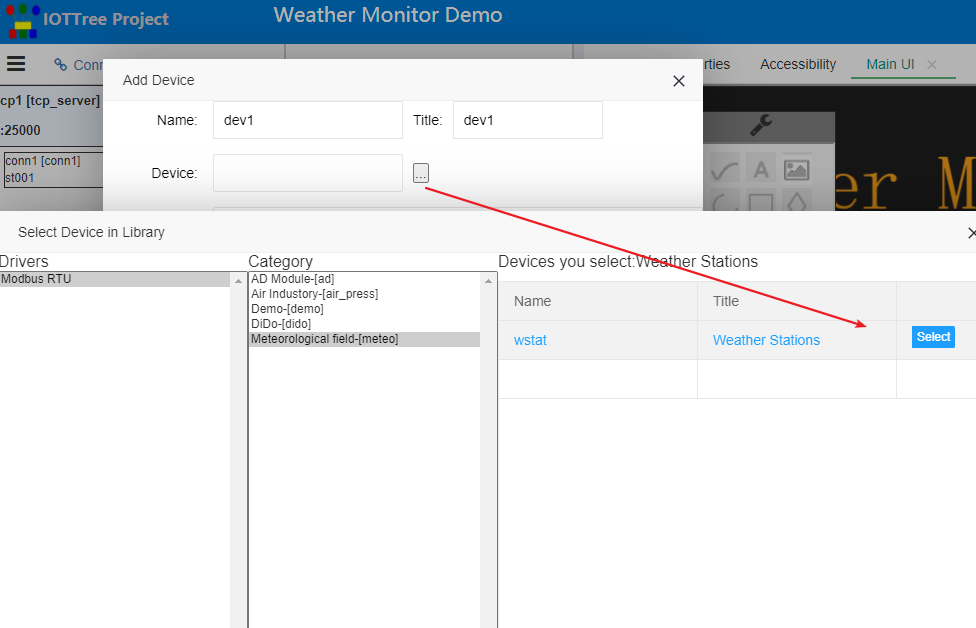 IOTTree Project
Weather Monitor Demo
Conn
rties
Accessibility
Main UI
cp1 [tcp_server]
:25000
conn1 [conn1]
st001
Add Device
Name:
dev1
Title:
dev1
Device:
...
A
er M
Select Device in Library
Drivers
Category
Devices you select:Weather Stations
Modbus RTU
AD Module-[ad]
Air Industory-[air_press]
Demo-[demo]
DiDo-[dido]
Meteorological field-[meteo]
Name
Title
wstat
Weather Stations
Select